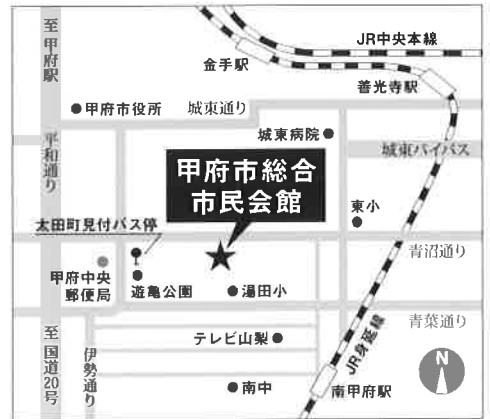 至甲府駅
JR中央本線
金手駅
善光寺駅
甲府市役所
城東通り
城東病院
平和通り
城東バイパス
甲府市総合
市民会館
東小
太田町見付バス停
青沼通り
甲府中央
郵便局
遊亀公園
湯田小
青葉通り
至国道20号
伊勢通り
テレビ山梨
JR身延線
南中
南甲府駅
N